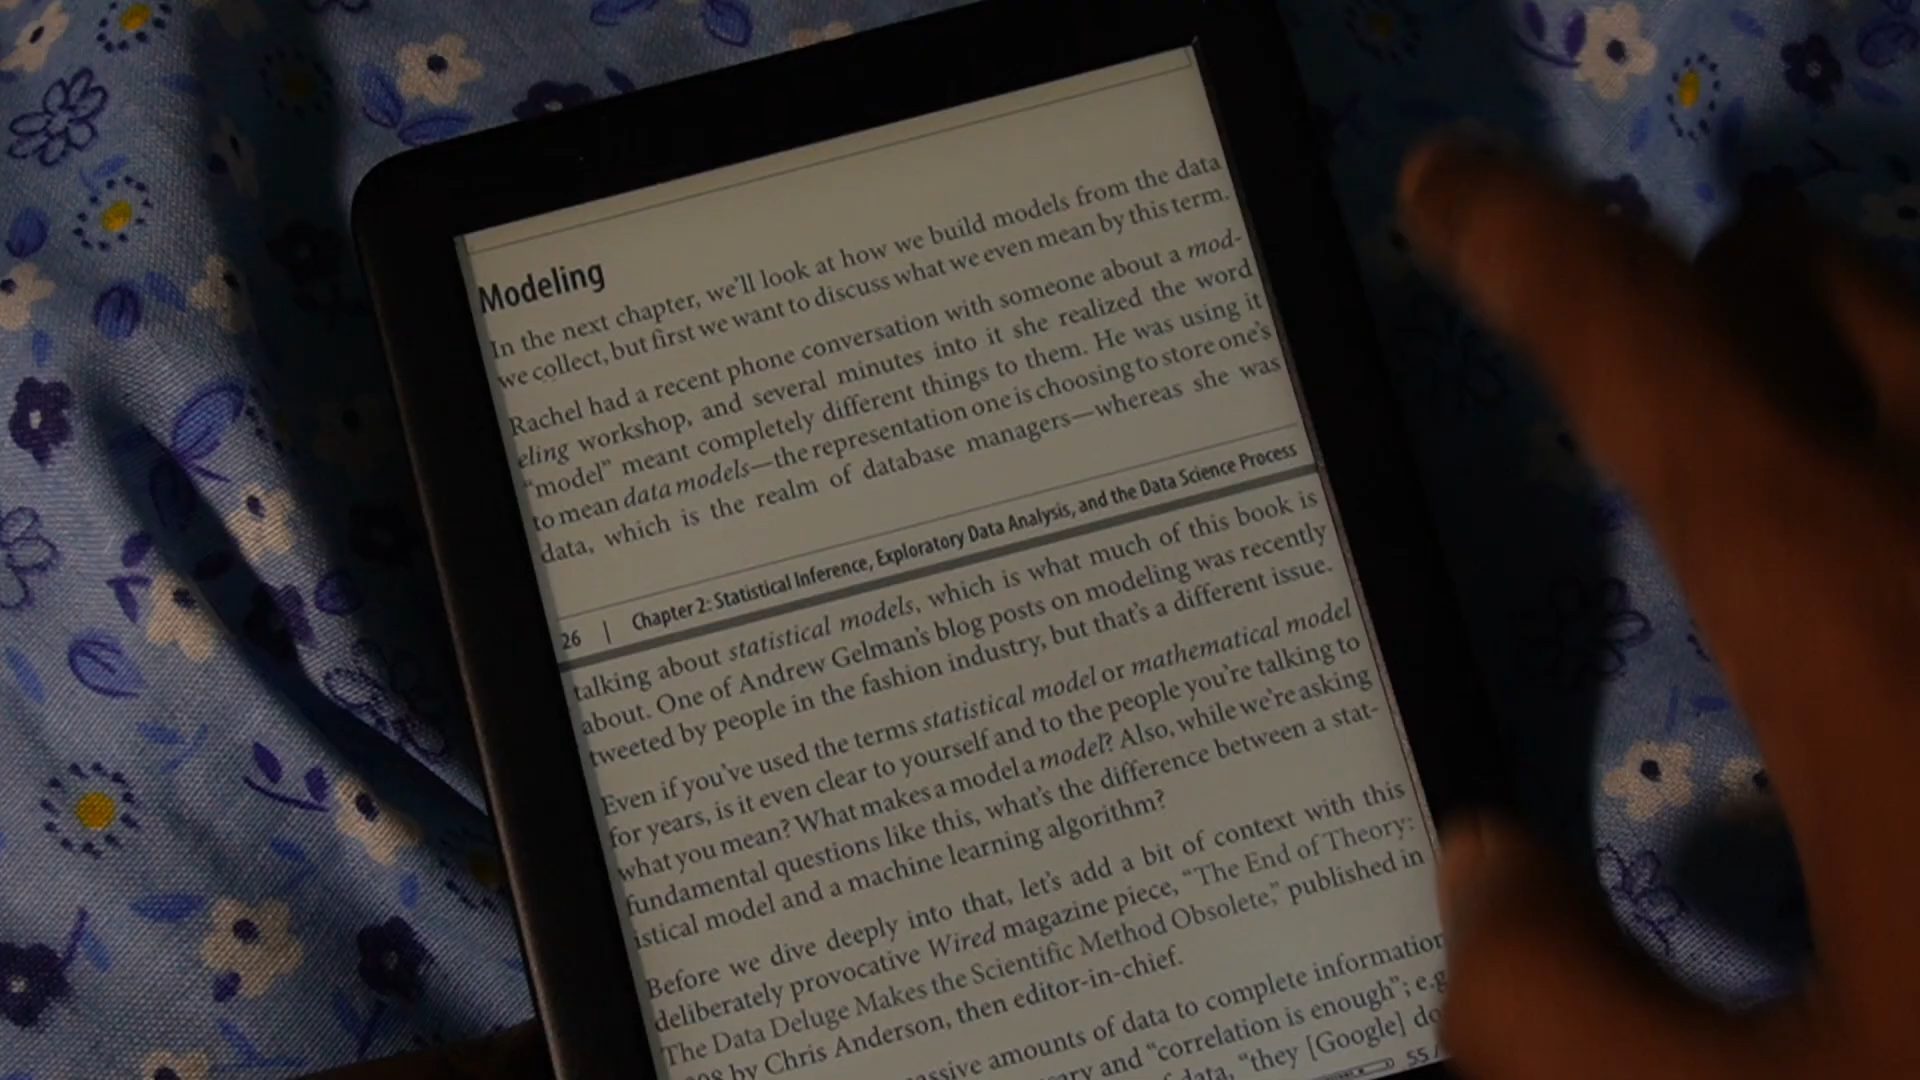 Modeling
In the next chapter, we'll look at how we build models from the data
we collect, but first we want to discuss what we even mean by this term.
Rachel had a recent phone conversation with someone about a mod-
eling workshop, and several minutes into it she realized the word
“model” meant completely different things to them. He was using it
to mean data models—the representation one is choosing to store one's
data, which is the realm of database managers—whereas she was
26 | Chapter 2: Statistical Inference, Exploratory Data Analysis, and the Data Science Process
talking about statistical models, which is what much of this book is
about. One of Andrew Gelman's blog posts on modeling was recently
tweeted by people in the fashion industry, but that's a different issue.
Even if you've used the terms statistical model or mathematical model
for years, is it even clear to yourself and to the people you're talking to
what you mean? What makes a model a model? Also, while we're asking
fundamental questions like this, what's the difference between a stat-
istical model and a machine learning algorithm?
Before we dive deeply into that, let's add a bit of context with this
deliberately provocative Wired magazine piece, “The End of Theory:
The Data Deluge Makes the Scientific Method Obsolete,” published in
by Chris Anderson, then editor-in-chief.
amounts of data to complete information
and “correlation is enough”; e.g
data, “they [Google]
55